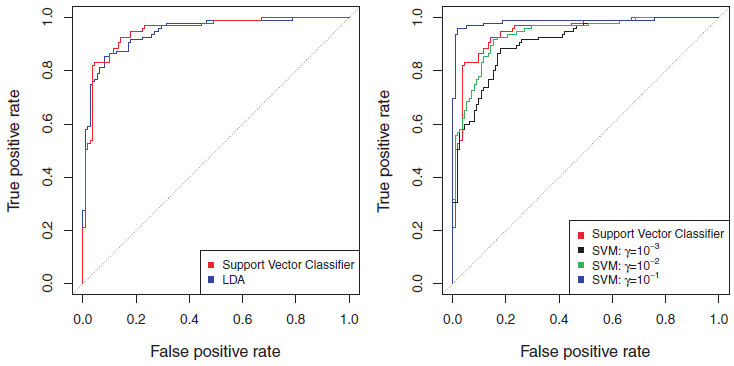 True positive rate
1.0
0.8
0.6
0.4
0.2
0.0
Support Vector Classifier
LDA
0.0 0.2 0.4 0.6 0.8 1.0
False positive rate
True positive rate
1.0
0.8
0.6
0.4
0.2
0.0
Support Vector Classifier
SVM: γ=10⁻³
SVM: γ=10⁻²
SVM: γ=10⁻¹
0.0 0.2 0.4 0.6 0.8 1.0
False positive rate